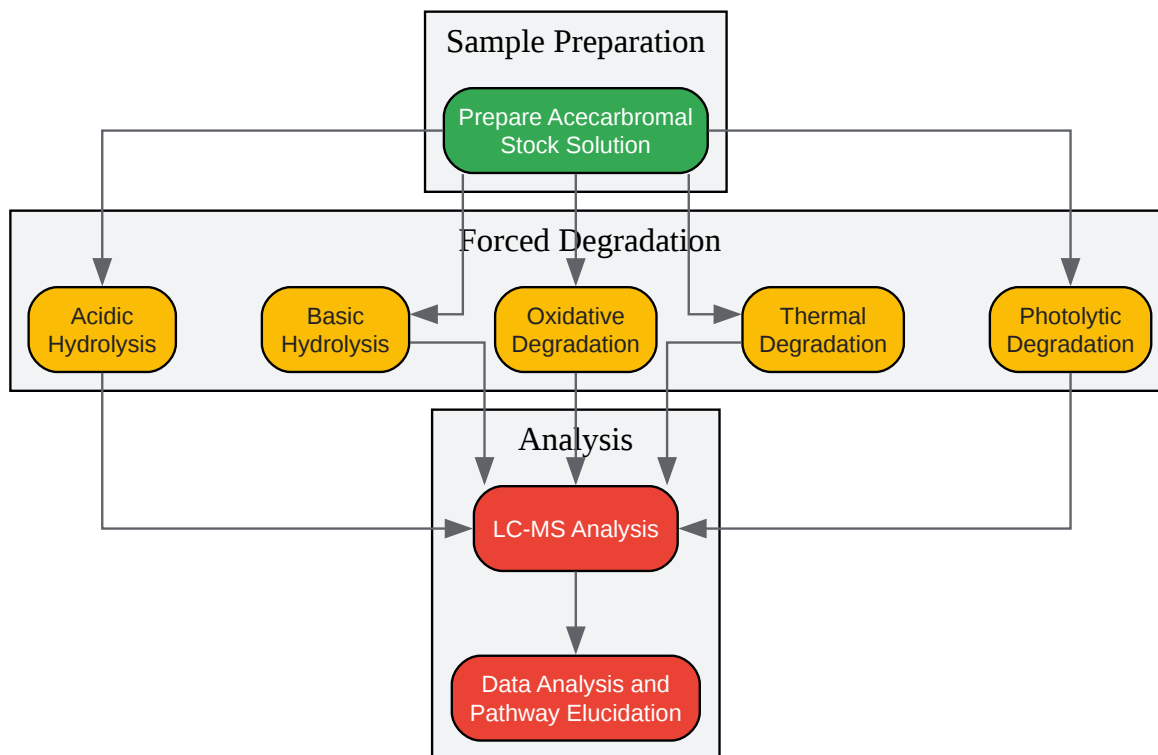 Sample Preparation
Prepare Acecarbromal
Stock Solution
Forced Degradation
Acidic
Hydrolysis
Basic
Hydrolysis
Oxidative
Degradation
Thermal
Degradation
Photolytic
Degradation
Analysis
LC-MS Analysis
Data Analysis and
Pathway Elucidation